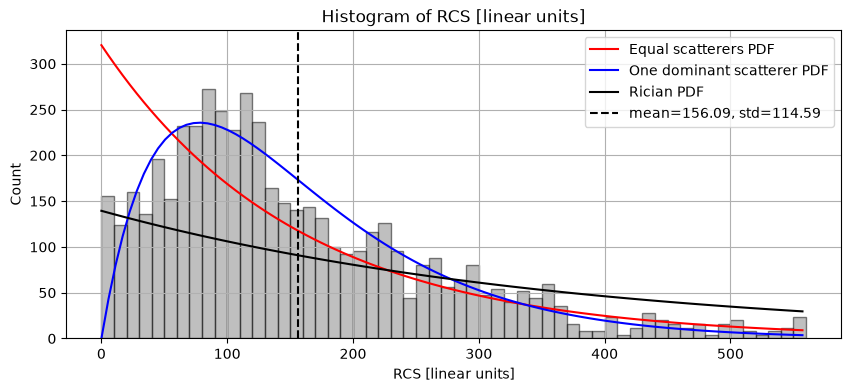 Histogram of RCS [linear units]
Equal scatterers PDF
One dominant scatterer PDF
Rician PDF
mean=156.09, std=114.59
Count
300
250
200
150
100
50
0
0 100 200 300 400 500
RCS [linear units]